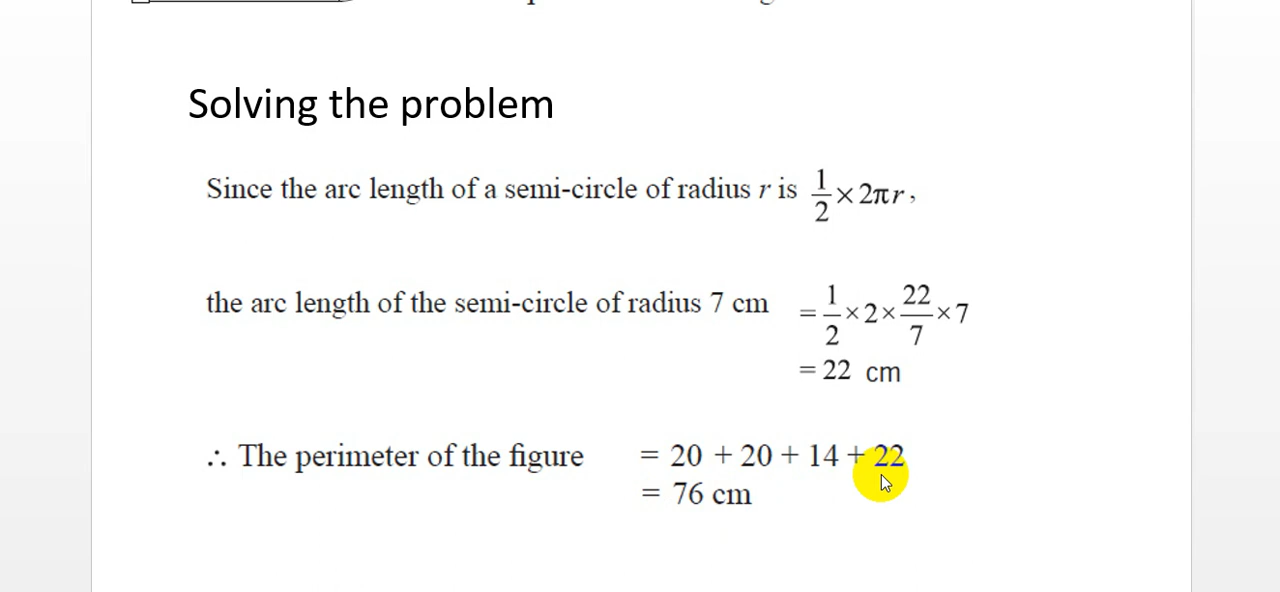 Solving the problem
Since the arc length of a semi-circle of radius r is 1/2 × 2πr,
the arc length of the semi-circle of radius 7 cm = 1/2 × 2 × 22/7 × 7
= 22 cm
∴ The perimeter of the figure = 20 + 20 + 14 + 22
= 76 cm